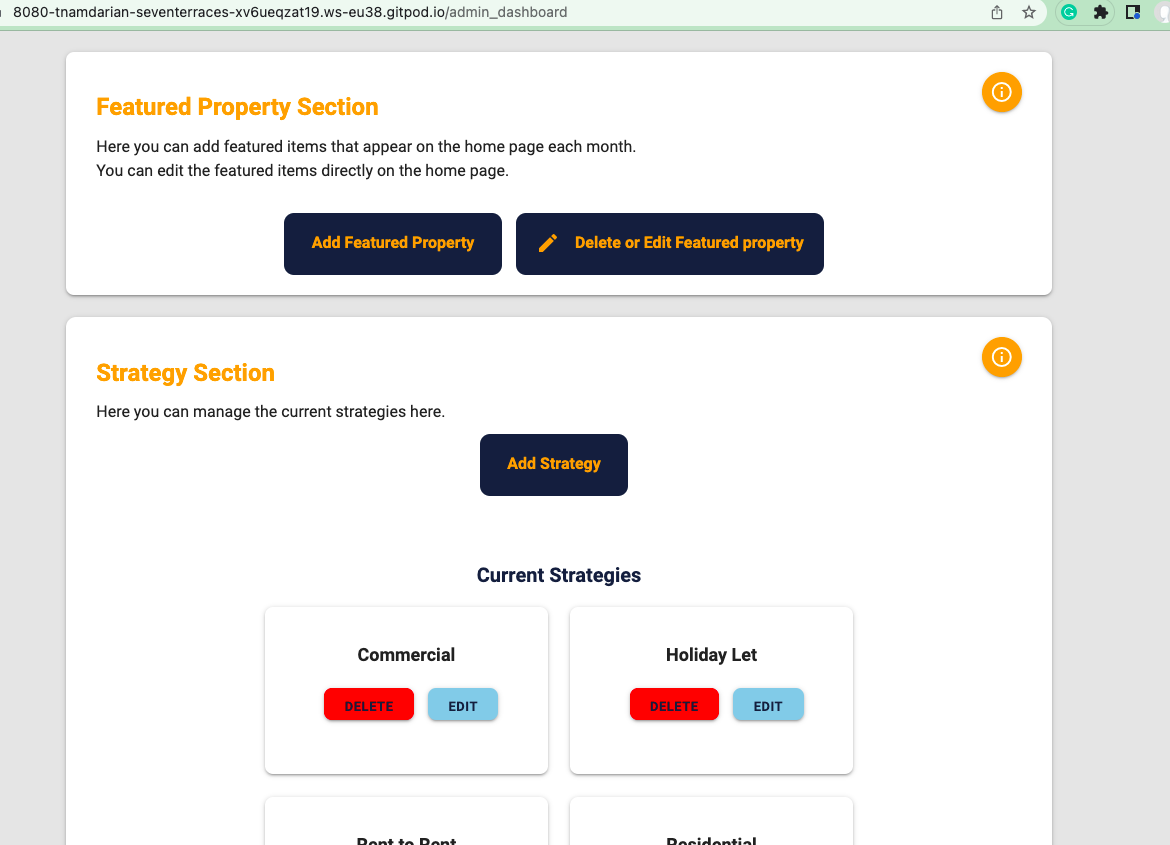 8080-tnamdarian-seventerraces-xv6ueqzat19.ws-eu38.gitpod.io/admin_dashboard
Featured Property Section
Here you can add featured items that appear on the home page each month.
You can edit the featured items directly on the home page.
Add Featured Property
Delete or Edit Featured property
Strategy Section
Here you can manage the current strategies here.
Add Strategy
Current Strategies
Commercial
Holiday Let
DELETE
EDIT
DELETE
EDIT
Rent to Rent
Residential